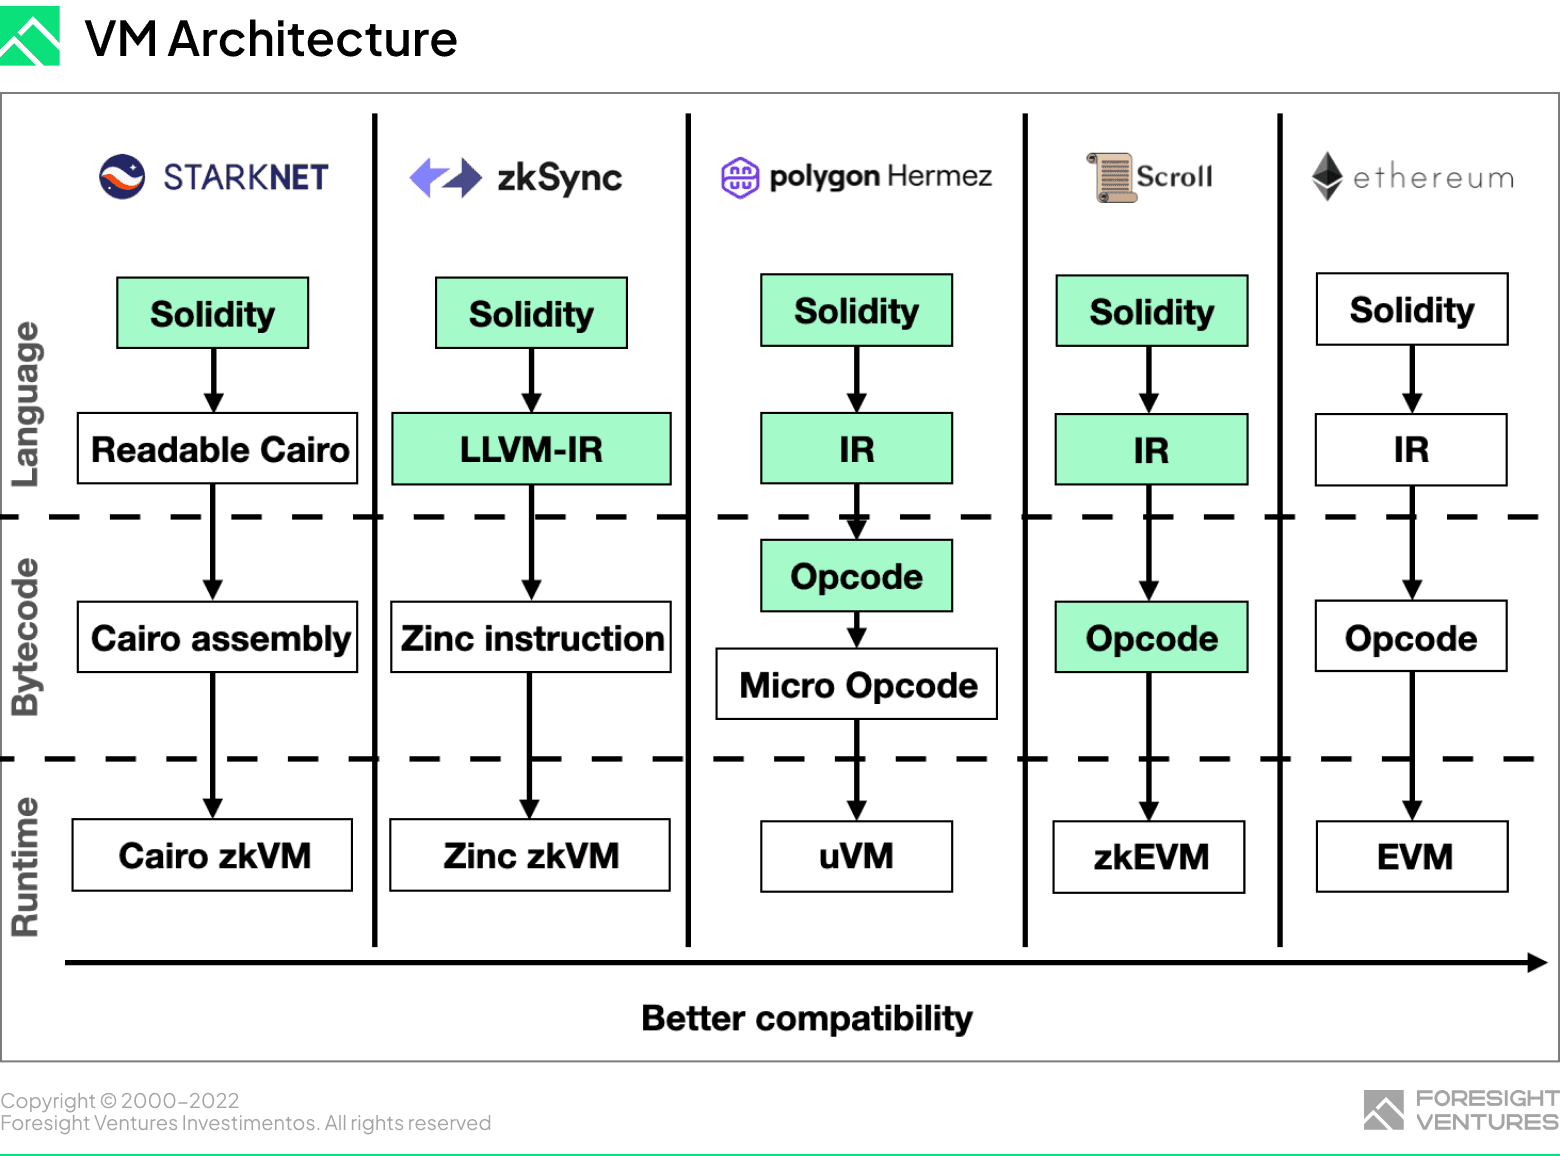 VM Architecture
STARKNET
zkSync
polygon Hermez
Scroll
ethereum
Language
Solidity
Solidity
Solidity
Solidity
Solidity
Readable Cairo
LLVM-IR
IR
IR
IR
Bytecode
Opcode
Cairo assembly
Zinc instruction
Micro Opcode
Opcode
Opcode
Runtime
Cairo zkVM
Zinc zkVM
uVM
zkEVM
EVM
Better compatibility
Copyright © 2000-2022
Foresight Ventures Investimentos. All rights reserved
FORESIGHT
VENTURES